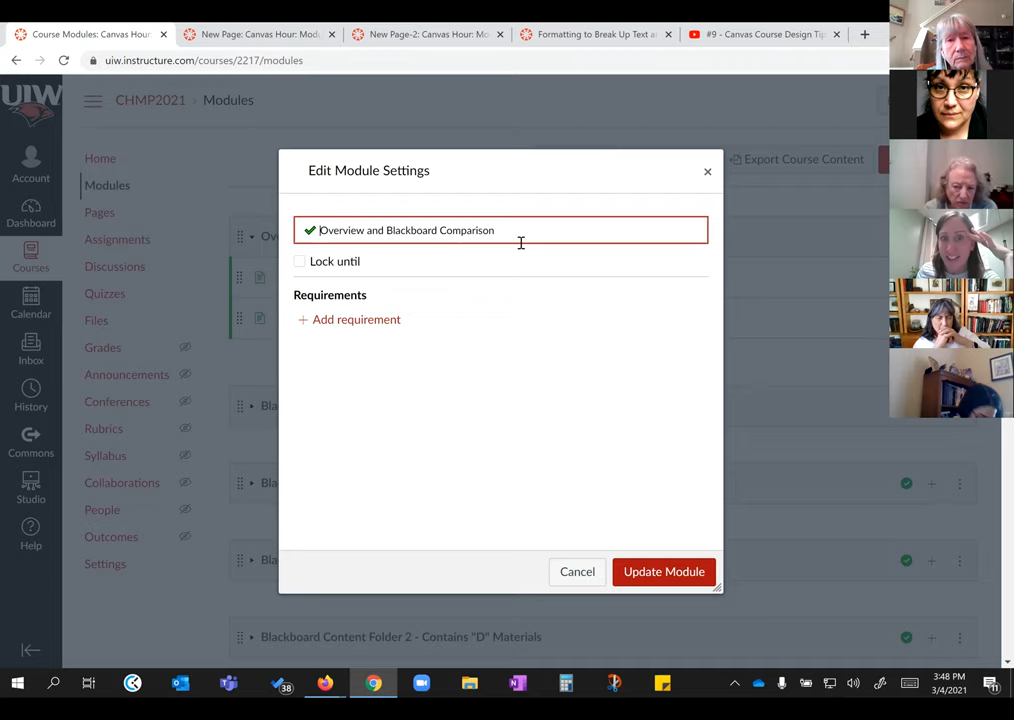 Course Modules: Canvas Hour:
New Page: Canvas Hour: Mod
New Page-2: Canvas Hour: Mo
Formatting to Break Up Text a
#9 - Canvas Course Design Tip
uiw.instructure.com/courses/2217/modules
UIW
CHMP2021 › Modules
Account
Dashboard
Courses
Calendar
Inbox
History
Commons
Studio
Help
Home
Modules
Pages
Assignments
Discussions
Quizzes
Files
Grades
Announcements
Conferences
Rubrics
Syllabus
Collaborations
People
Outcomes
Settings
Export Course Content
Ov
Edit Module Settings
Overview and Blackboard Comparison
Lock until
Requirements
+ Add requirement
Cancel
Update Module
Bla
Bla
Bla
Blackboard Content Folder 2 - Contains "D" Materials
38
3:48 PM
3/4/2021
11